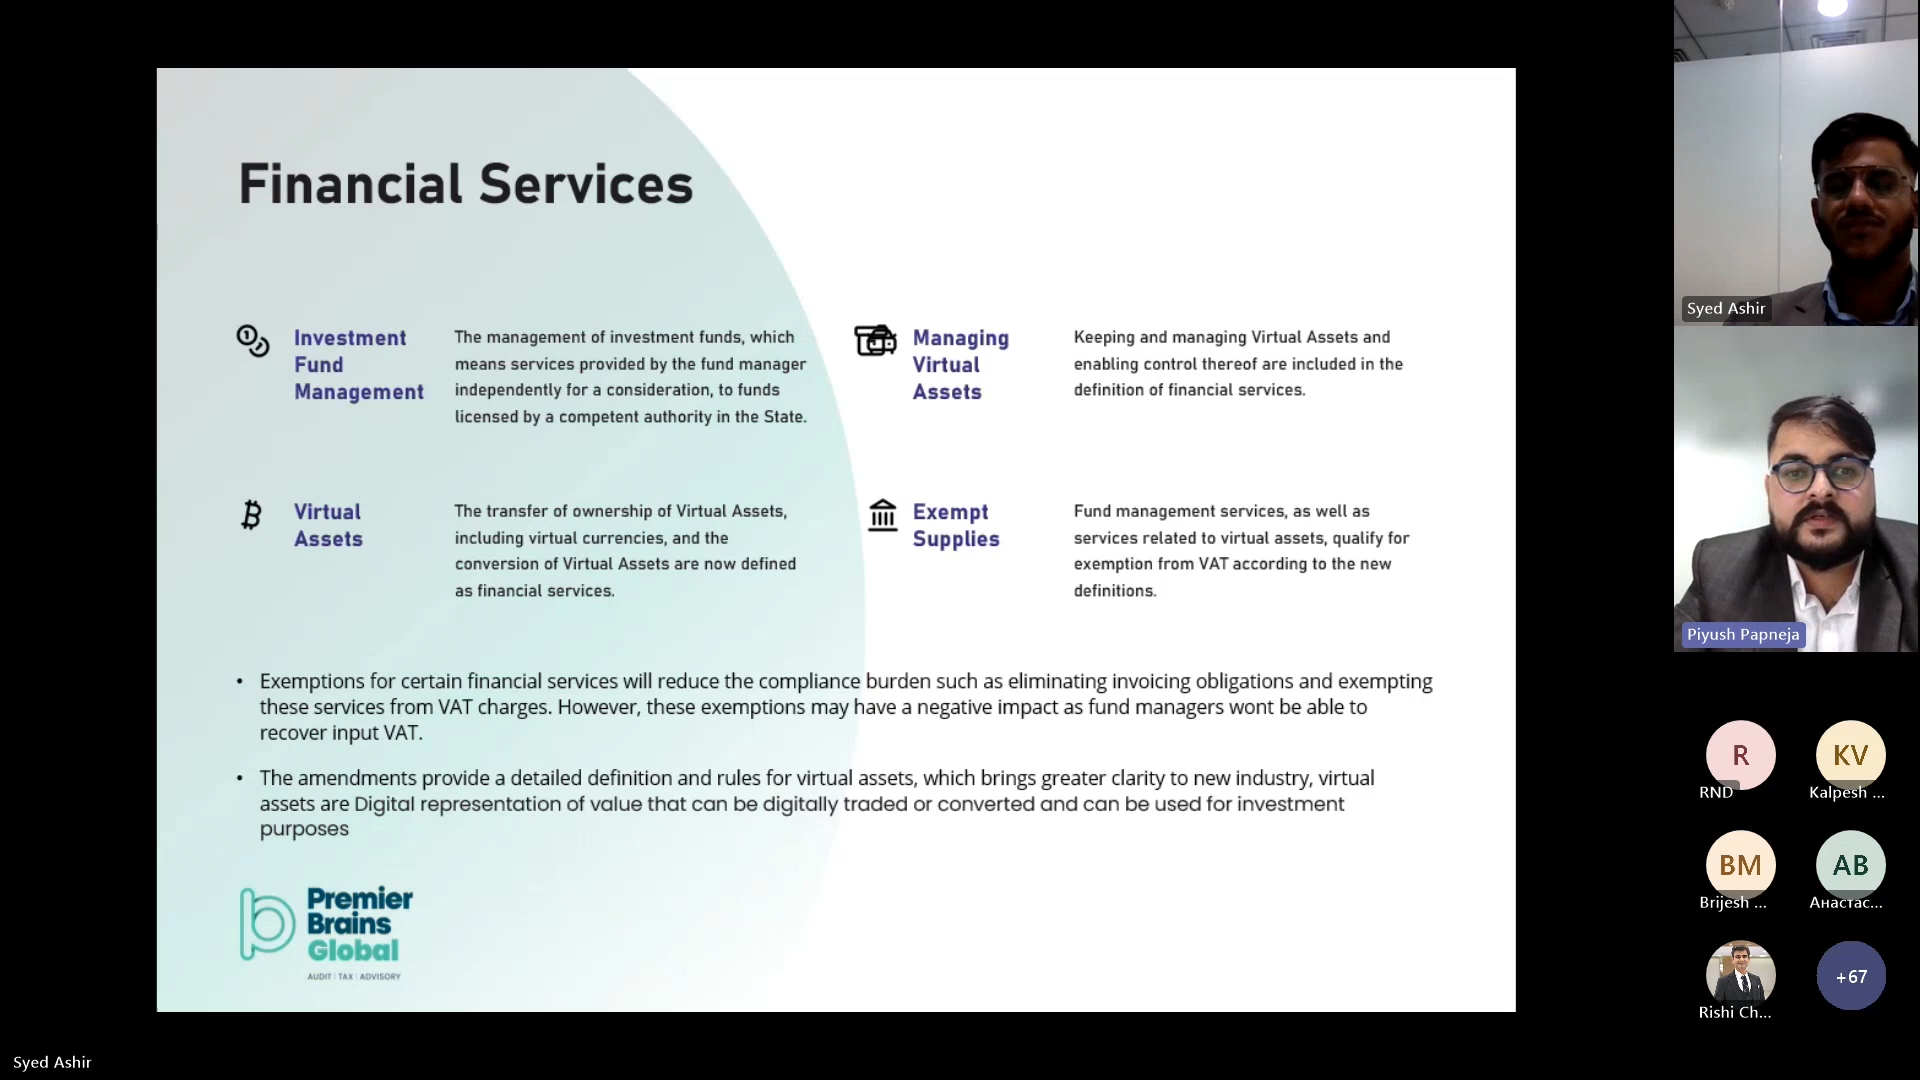 Financial Services
Investment
Fund
Management
The management of investment funds, which
means services provided by the fund manager
independently for a consideration, to funds
licensed by a competent authority in the State.
Managing
Virtual
Assets
Keeping and managing Virtual Assets and
enabling control thereof are included in the
definition of financial services.
Virtual
Assets
The transfer of ownership of Virtual Assets,
including virtual currencies, and the
conversion of Virtual Assets are now defined
as financial services.
Exempt
Supplies
Fund management services, as well as
services related to virtual assets, qualify for
exemption from VAT according to the new
definitions.
• Exemptions for certain financial services will reduce the compliance burden such as eliminating invoicing obligations and exempting
these services from VAT charges. However, these exemptions may have a negative impact as fund managers wont be able to
recover input VAT.
• The amendments provide a detailed definition and rules for virtual assets, which brings greater clarity to new industry, virtual
assets are Digital representation of value that can be digitally traded or converted and can be used for investment
purposes
Premier
Brains
Global
AUDIT | TAX | ADVISORY
Syed Ashir
Syed Ashir
Piyush Papneja
R
RND
KV
Kalpesh ...
BM
Brijesh ...
AB
Анастас...
Rishi Ch...
+67